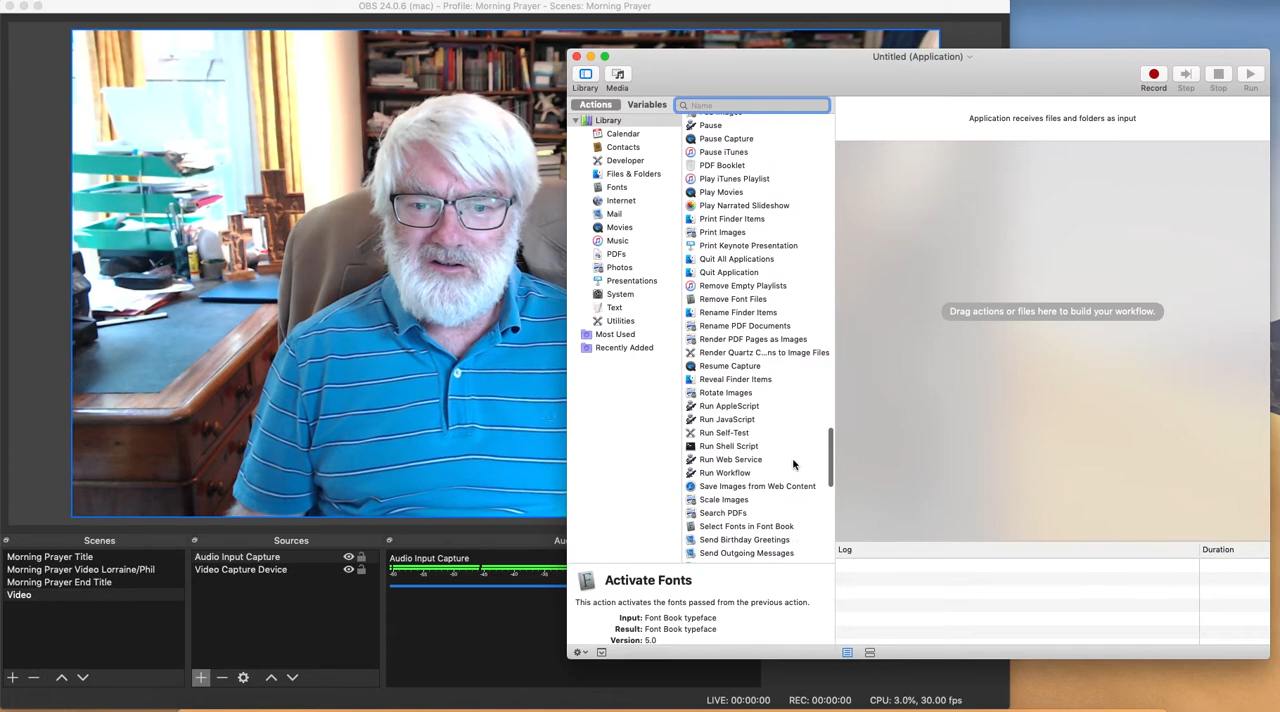 OBS 24.0.6 (mac) - Profile: Morning Prayer - Scenes: Morning Prayer
Untitled (Application)
Library
Media
Record
Step
Stop
Run
Actions
Variables
Name
Application receives files and folders as input
Library
Calendar
Contacts
Developer
Files & Folders
Fonts
Internet
Mail
Movies
Music
PDFs
Photos
Presentations
System
Text
Utilities
Most Used
Recently Added
Pause
Pause Capture
Pause iTunes
PDF Booklet
Play iTunes Playlist
Play Movies
Play Narrated Slideshow
Print Finder Items
Print Images
Print Keynote Presentation
Quit All Applications
Quit Application
Remove Empty Playlists
Remove Font Files
Rename Finder Items
Rename PDF Documents
Render PDF Pages as Images
Render Quartz C...ns to Image Files
Resume Capture
Reveal Finder Items
Rotate Images
Run AppleScript
Run JavaScript
Run Self-Test
Run Shell Script
Run Web Service
Run Workflow
Save Images from Web Content
Scale Images
Search PDFs
Select Fonts in Font Book
Send Birthday Greetings
Send Outgoing Messages
Drag actions or files here to build your workflow.
Log
Duration
Activate Fonts
This action activates the fonts passed from the previous action.
Input: Font Book typeface
Result: Font Book typeface
Version: 5.0
Scenes
Morning Prayer Title
Morning Prayer Video Lorraine/Phil
Morning Prayer End Title
Video
Sources
Audio Input Capture
Video Capture Device
Au
Audio Input Capture
-60 -55 -50 -45 -40 -35 -30
LIVE: 00:00:00
REC: 00:00:00
CPU: 3.0%, 30.00 fps